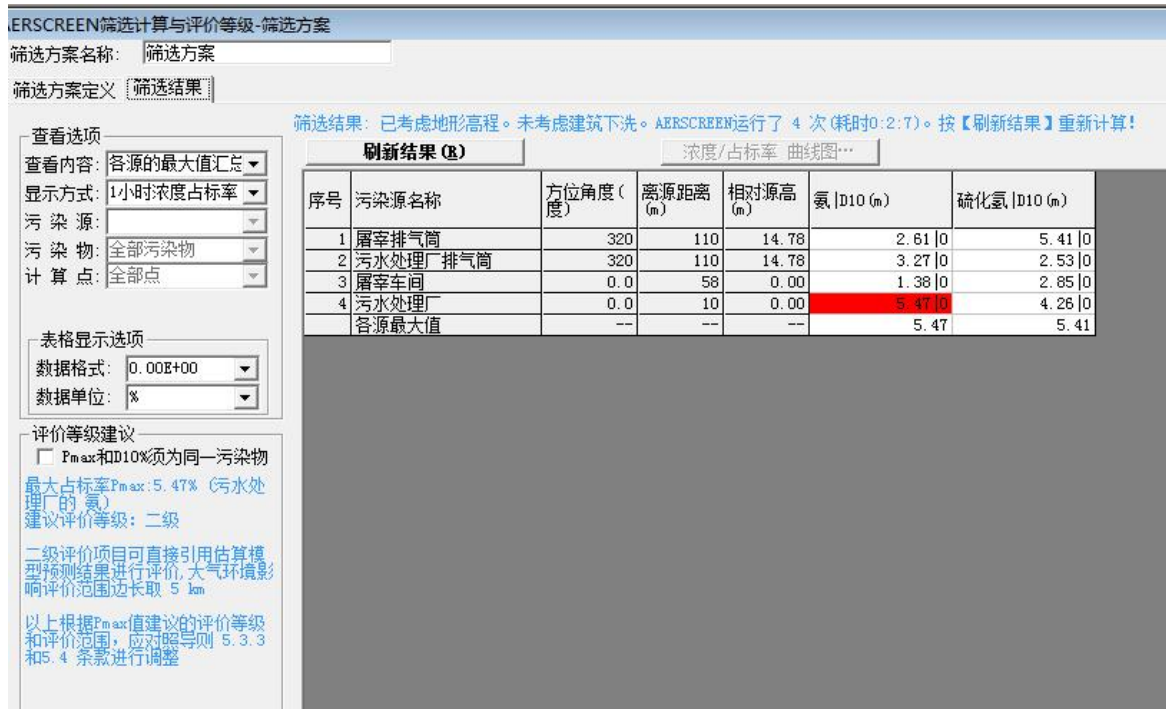 ERSCREEN筛选计算与评价等级-筛选方案
筛选方案名称: 筛选方案
筛选方案定义 筛选结果
筛选结果: 已考虑地形高程。未考虑建筑下洗。AERSCREEN运行了 4 次(耗时0:2:7)。按【刷新结果】重新计算!
查看选项
查看内容: 各源的最大值汇总
显示方式: 1小时浓度占标率
污 染 源:
污 染 物: 全部污染物
计 算 点: 全部点
表格显示选项
数据格式: 0.00E+00
数据单位: %
评价等级建议
Pmax和D10%须为同一污染物
最大占标率Pmax:5.47% (污水处
理厂的 氨)
建议评价等级: 二级
二级评价项目可直接引用估算模
型预测结果进行评价,大气环境影
响评价范围边长取 5 km
以上根据Pmax值建议的评价等级
和评价范围,应对照导则 5.3.3
和5.4 条款进行调整
刷新结果(R) 浓度/占标率 曲线图…
序号 污染源名称 方位角度(度) 离源距离(m) 相对源高(m) 氨|D10(m) 硫化氢|D10(m)
1 屠宰排气筒 320 110 14.78 2.61|0 5.41|0
2 污水处理厂排气筒 320 110 14.78 3.27|0 2.53|0
3 屠宰车间 0.0 58 0.00 1.38|0 2.85|0
4 污水处理厂 0.0 10 0.00 5.47|0 4.26|0
各源最大值 -- -- -- 5.47 5.41